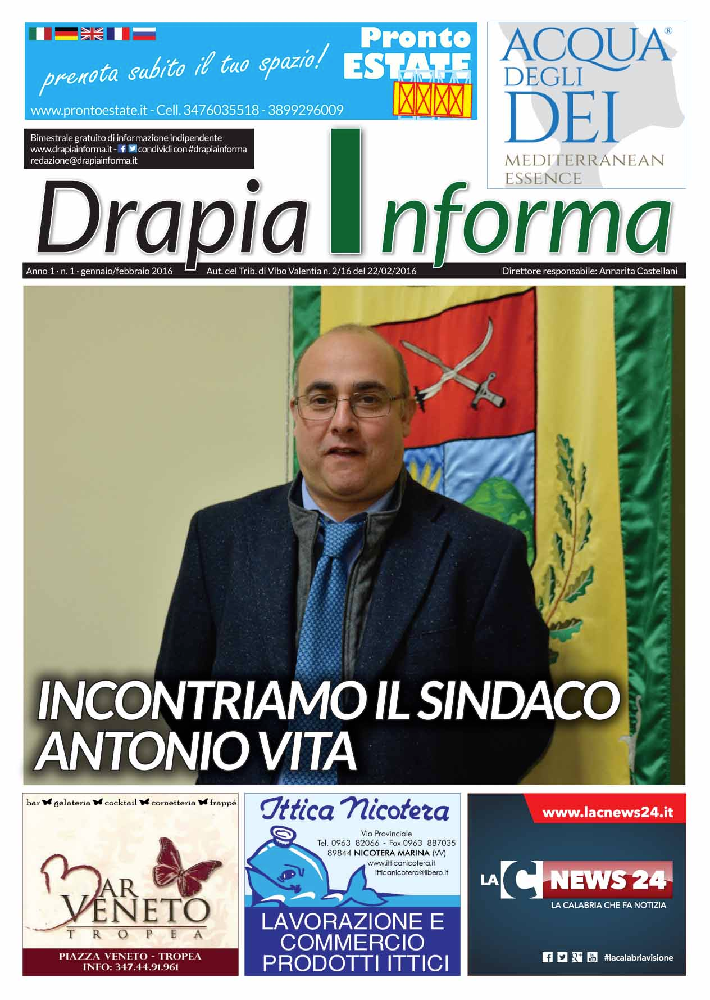 prenota subito il tuo spazio!
Pronto
ESTATE
www.prontoestate.it - Cell. 3476035518 - 3899296009
ACQUA®
DEGLI
DEI
MEDITERRANEAN
ESSENCE
Bimestrale gratuito di informazione indipendente
www.drapiainforma.it - condividi con #drapiainforma
redazione@drapiainforma.it
Drapia Informa
Anno 1 · n. 1 · gennaio/febbraio 2016 Aut. del Trib. di Vibo Valentia n. 2/16 del 22/02/2016 Direttore responsabile: Annarita Castellani
INCONTRIAMO IL SINDACO
ANTONIO VITA
bar gelateria cocktail cornetteria frappé
BAR
VENETO
TROPEA
PIAZZA VENETO - TROPEA
INFO: 347.44.91.961
Ittica Nicotera
Via Provinciale
Tel. 0963 82066 - Fax 0963 887035
89844 NICOTERA MARINA (VV)
www.itticanicotera.it
itticanicotera@libero.it
LAVORAZIONE E
COMMERCIO
PRODOTTI ITTICI
www.lacnews24.it
LA C NEWS 24
LA CALABRIA CHE FA NOTIZIA
#lacalabriavisione